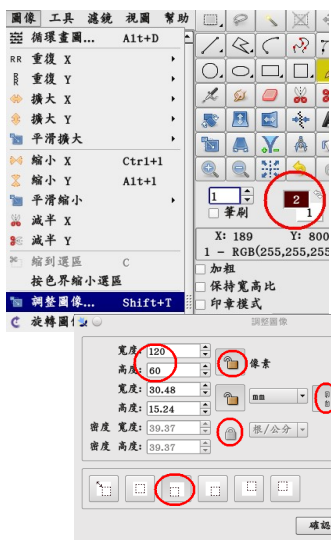 圖像 工具 濾鏡 視圖 幫助
循環畫圖... Alt+D
RR 重復 X
重復 Y
擴大 X
擴大 Y
平滑擴大
縮小 X Ctrl+l
縮小 Y Alt+l
平滑縮小
減半 X
減半 Y
縮到選區 C
按色界縮小選區
調整圖像... Shift+T
旋轉圖
1
筆刷
2
1
X: 189 Y: 800
1 - RGB(255,255,255
加粗
保持寬高比
印章模式
調整圖像
寬度: 120
高度: 60
像素
寬度: 30.48
高度: 15.24
mm
密度 寬度: 39.37
密度 高度: 39.37
根/公分
確認